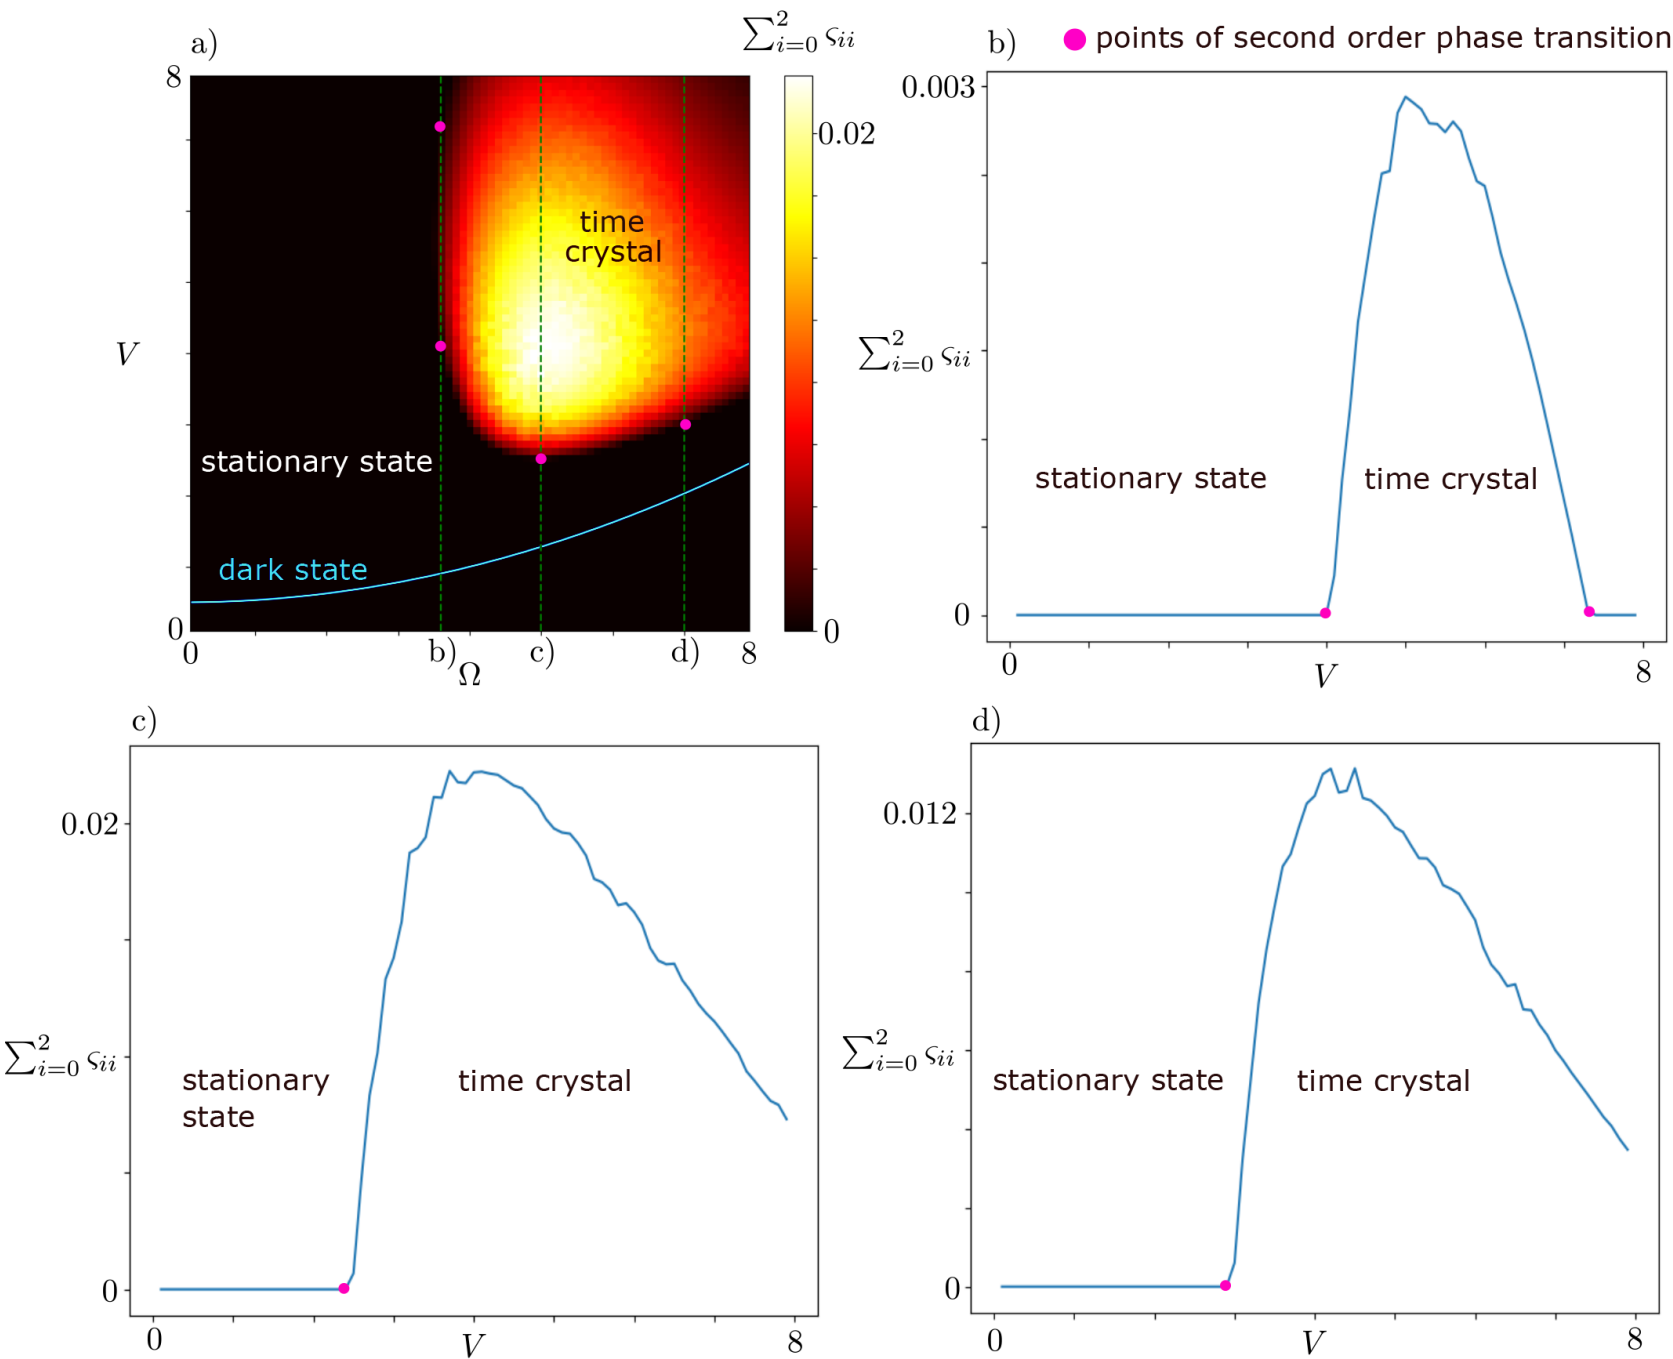 a)
∑²ᵢ₌₀ ςᵢᵢ
b)
points of second order phase transition
8
0.02
0.003
time
crystal
V
∑²ᵢ₌₀ ςᵢᵢ
stationary state
stationary state
time crystal
dark state
0
0
0
0
b)
c)
d)
8
Ω
0
V
8
c)
d)
0.02
0.012
∑²ᵢ₌₀ ςᵢᵢ
∑²ᵢ₌₀ ςᵢᵢ
stationary
state
time crystal
stationary state
time crystal
0
0
0
V
8
0
V
8